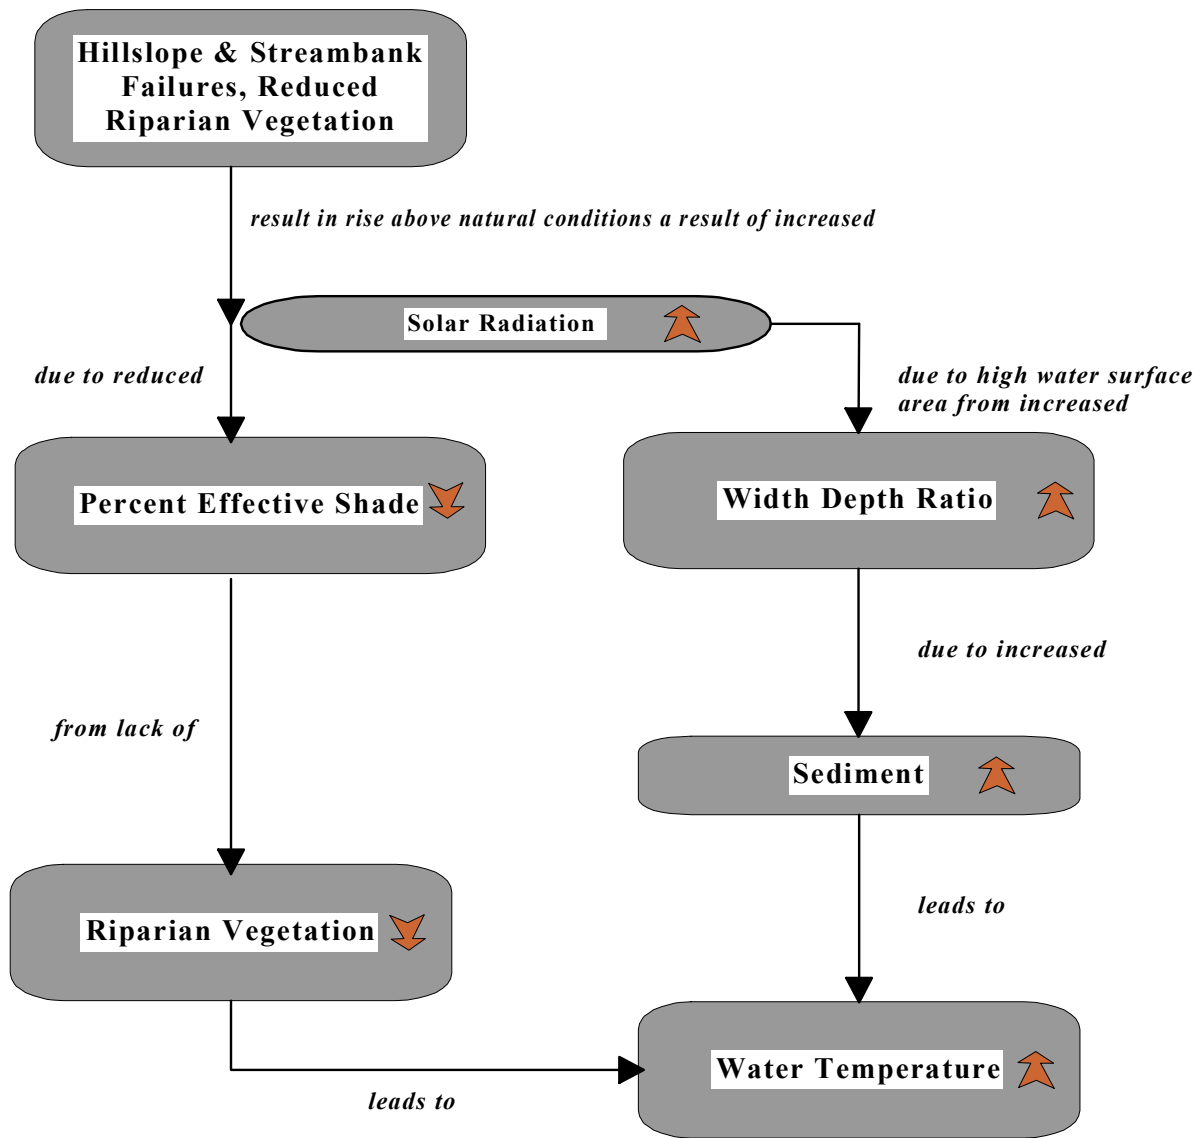 Hillslope & Streambank
Failures, Reduced
Riparian Vegetation
result in rise above natural conditions a result of increased
Solar Radiation
due to reduced
due to high water surface
area from increased
Percent Effective Shade
Width Depth Ratio
due to increased
from lack of
Sediment
leads to
Riparian Vegetation
Water Temperature
leads to